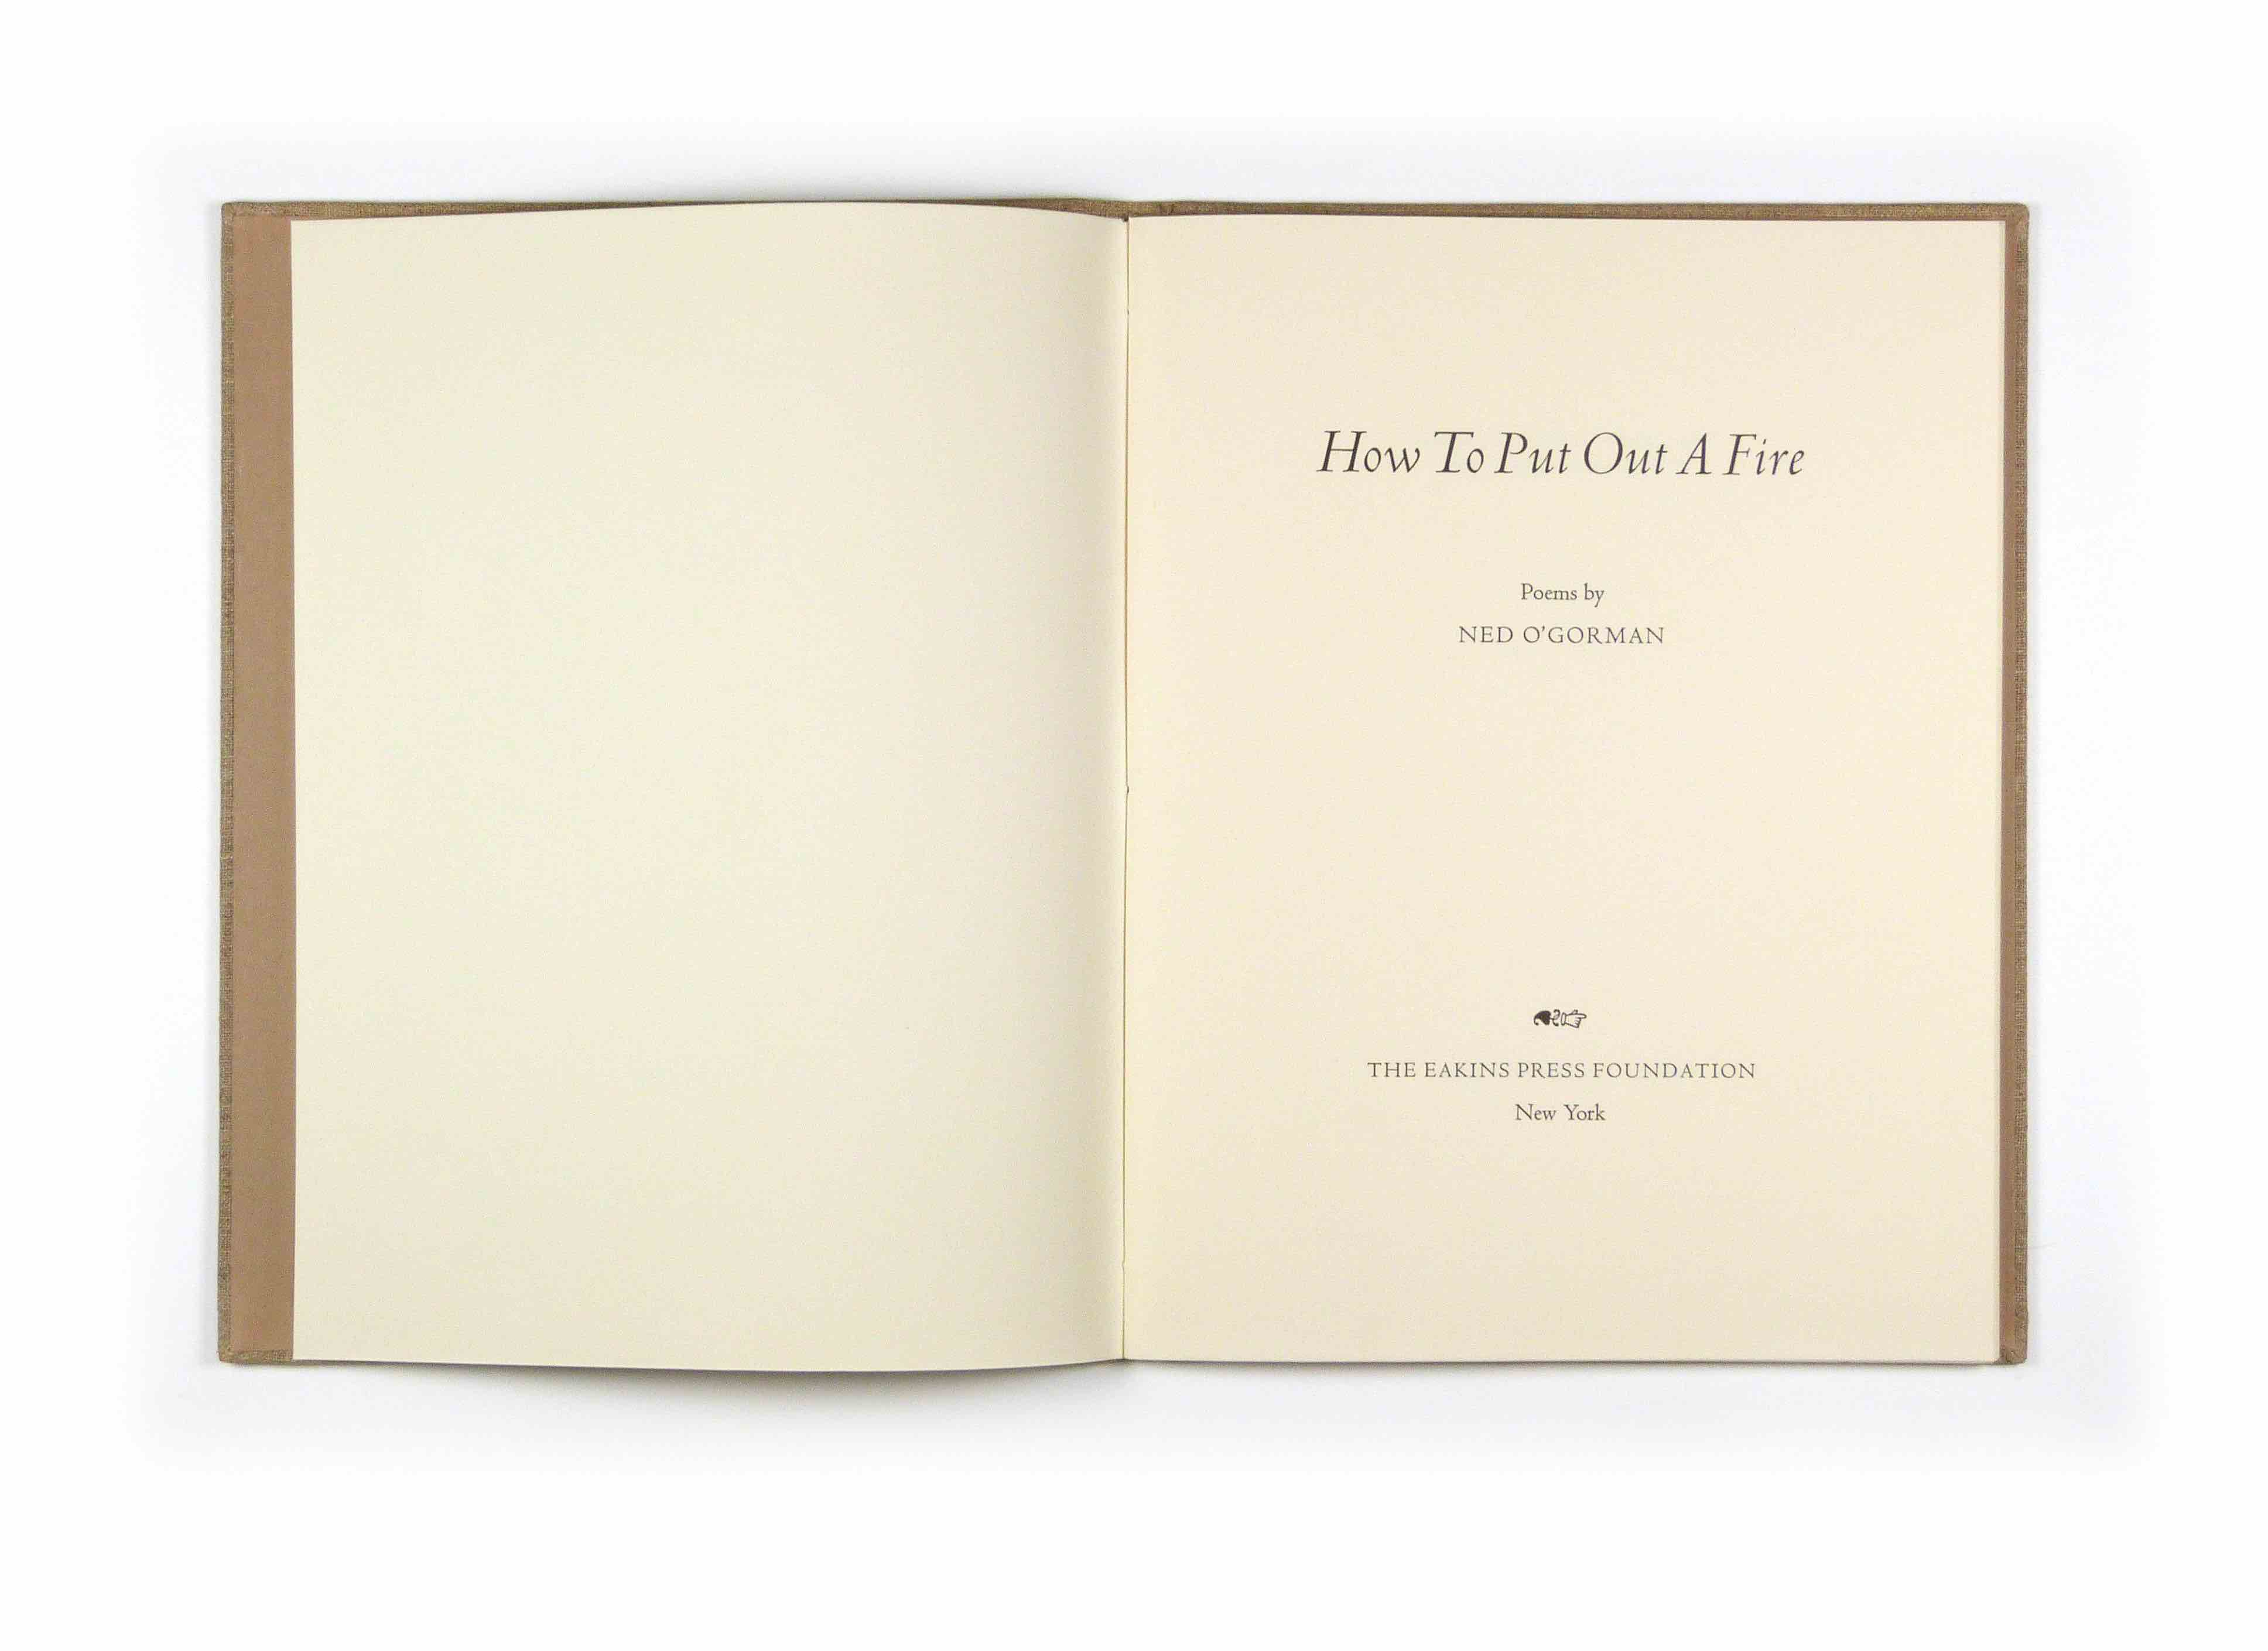 How To Put Out A Fire
Poems by
NED O'GORMAN
THE EAKINS PRESS FOUNDATION
New York